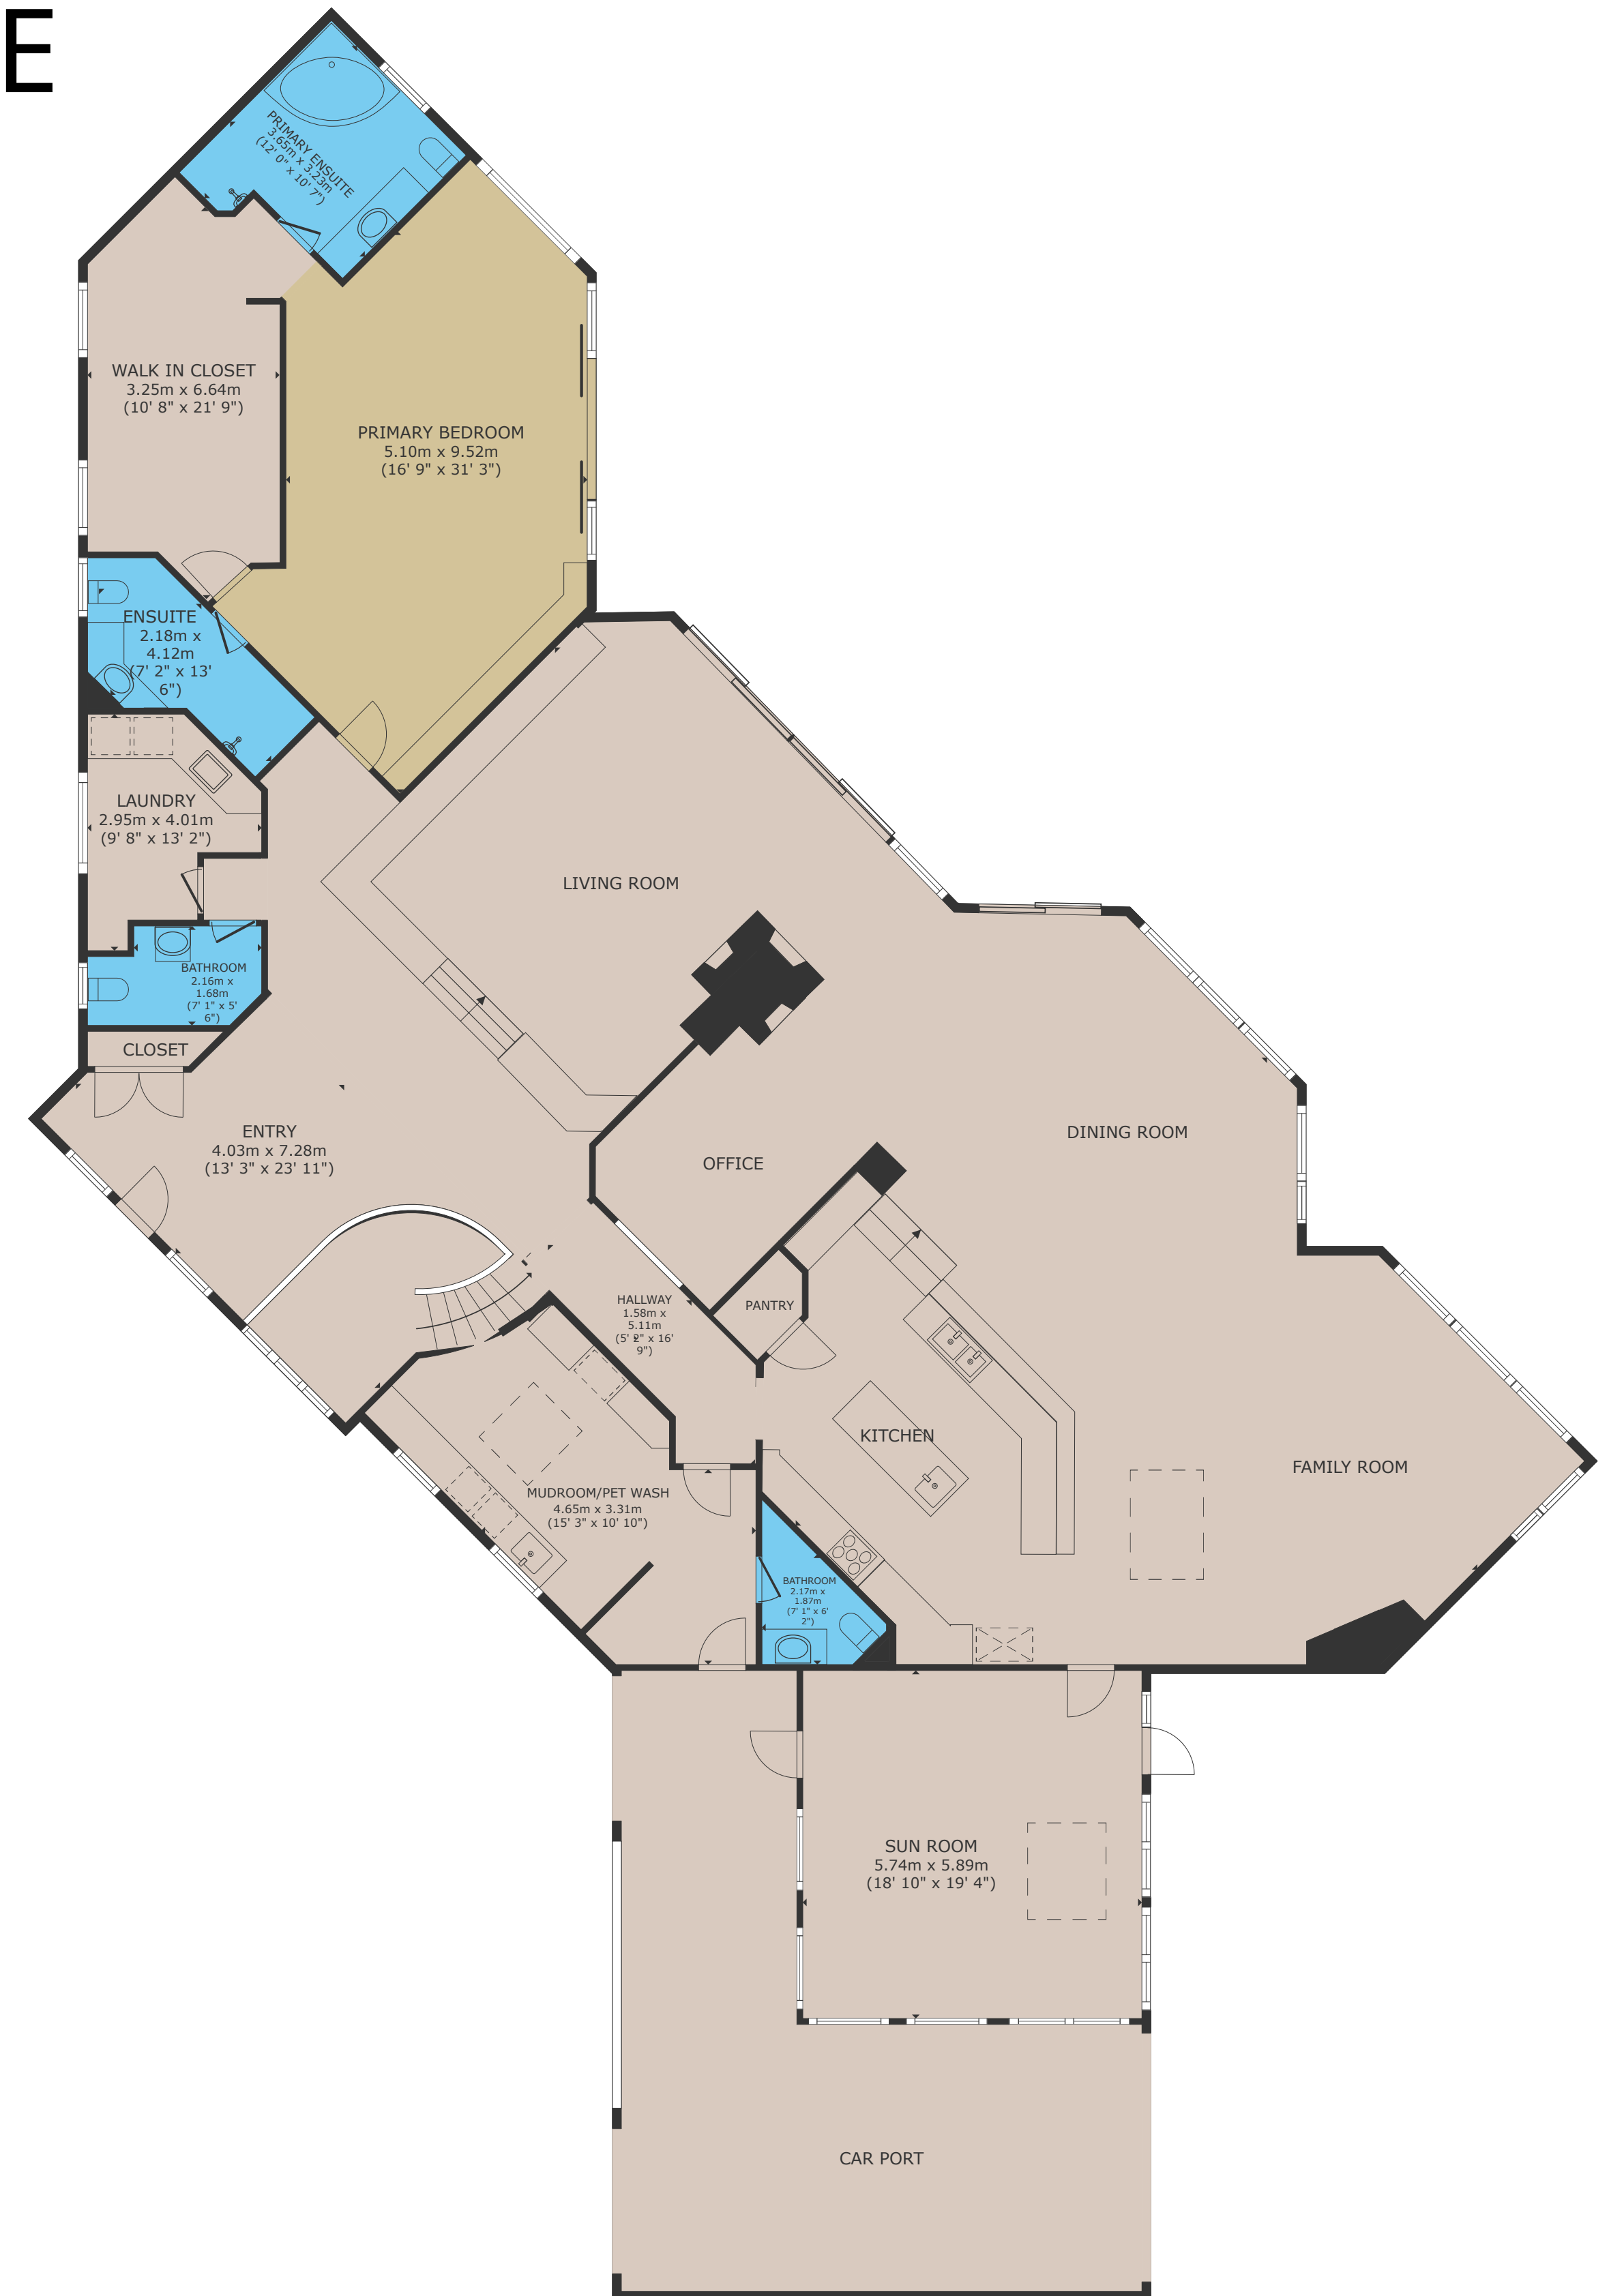 E
PRIMARY ENSUITE
3.65m x 3.23m
(12' 0" x 10' 7")
WALK IN CLOSET
3.25m x 6.64m
(10' 8" x 21' 9")
PRIMARY BEDROOM
5.10m x 9.52m
(16' 9" x 31' 3")
ENSUITE
2.18m x
4.12m
(7' 2" x 13'
6")
LAUNDRY
2.95m x 4.01m
(9' 8" x 13' 2")
LIVING ROOM
BATHROOM
2.16m x
1.68m
(7' 1" x 5'
6")
CLOSET
ENTRY
4.03m x 7.28m
(13' 3" x 23' 11")
OFFICE
DINING ROOM
HALLWAY
1.58m x
5.11m
(5' 2" x 16'
9")
PANTRY
KITCHEN
FAMILY ROOM
MUDROOM/PET WASH
4.65m x 3.31m
(15' 3" x 10' 10")
BATHROOM
2.17m x
1.87m
(7' 1" x 6'
2")
SUN ROOM
5.74m x 5.89m
(18' 10" x 19' 4")
CAR PORT